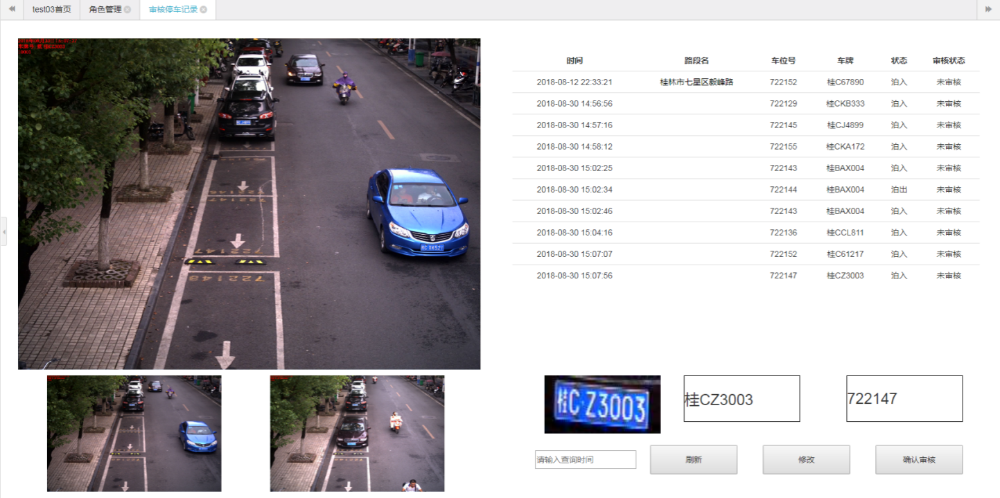 test03首页 角色管理 审核停车记录
时间 路段名 车位号 车牌 状态 审核状态
2018-08-12 22:33:21 桂林市七星区毅峰路 722152 桂C67890 泊入 未审核
2018-08-30 14:56:56 722129 桂CKB333 泊入 未审核
2018-08-30 14:57:16 722145 桂CJ4899 泊入 未审核
2018-08-30 14:58:12 722155 桂CKA172 泊入 未审核
2018-08-30 15:02:25 722143 桂BAX004 泊入 未审核
2018-08-30 15:02:34 722144 桂BAX004 泊出 未审核
2018-08-30 15:02:46 722143 桂BAX004 泊入 未审核
2018-08-30 15:04:16 722136 桂CCL811 泊入 未审核
2018-08-30 15:07:07 722152 桂C61217 泊入 未审核
2018-08-30 15:07:56 722147 桂CZ3003 泊入 未审核
722146
722147
722147
722148
桂C·Z3003 桂CZ3003 722147
请输入查询时间 刷新 修改 确认审核